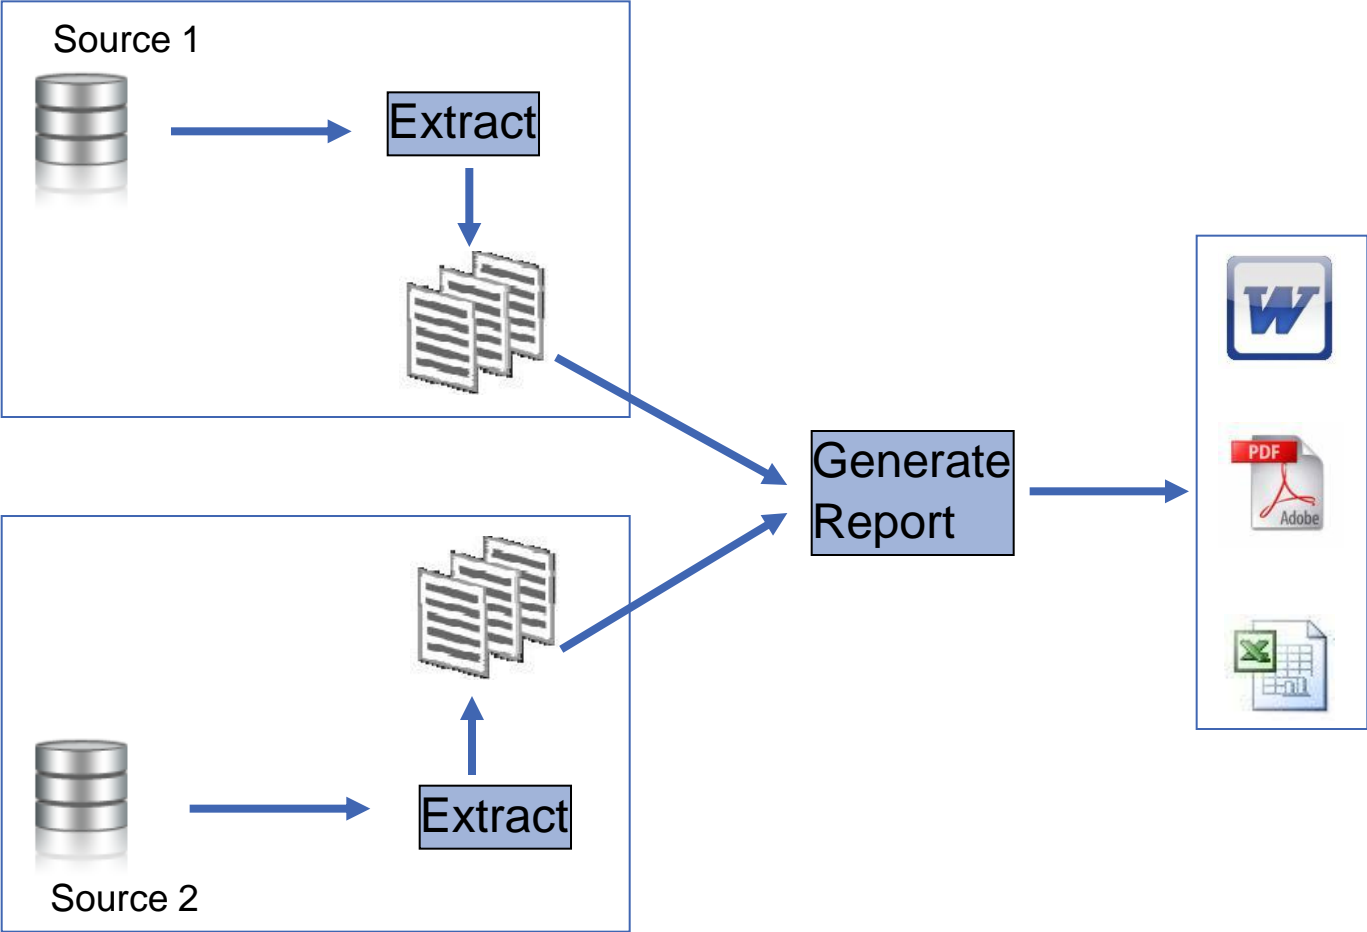 Source 1
Extract
W
PDF
Adobe
Generate
Report
X
Extract
Source 2